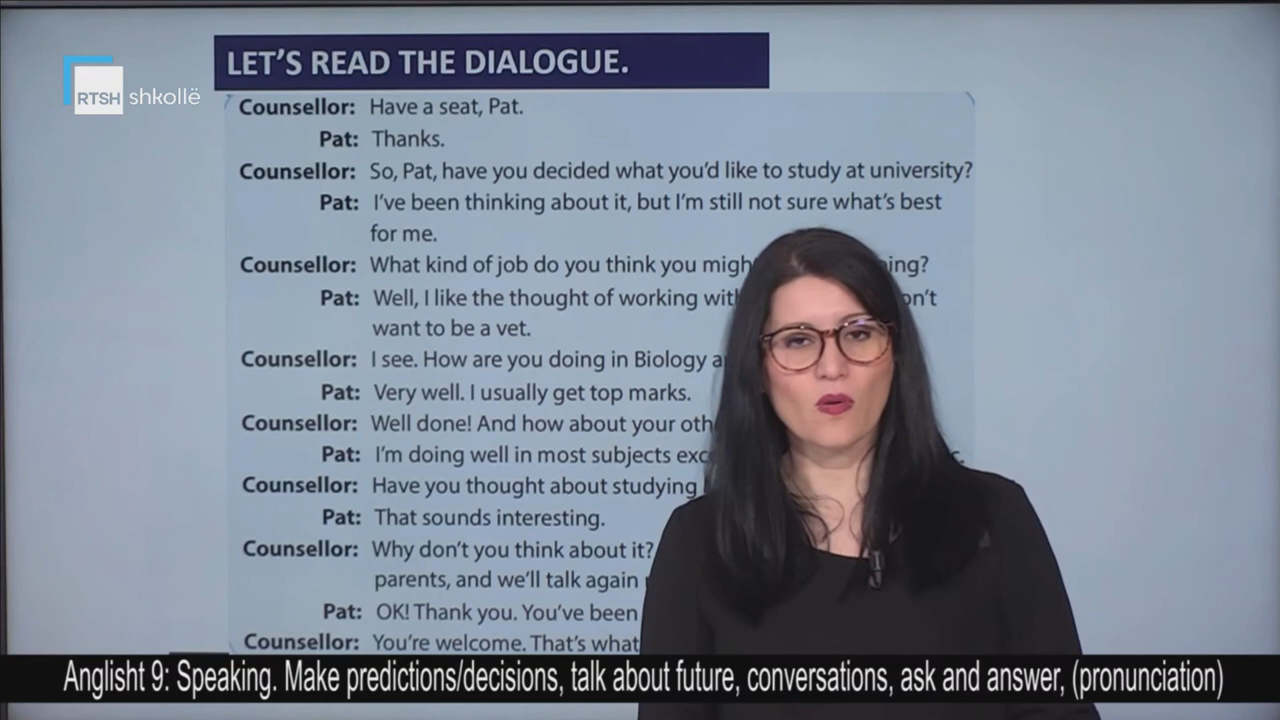 LET'S READ THE DIALOGUE.
RTSH shkollë
Counsellor: Have a seat, Pat.
Pat: Thanks.
Counsellor: So, Pat, have you decided what you'd like to study at university?
Pat: I've been thinking about it, but I'm still not sure what's best
for me.
Counsellor: What kind of job do you think you
Pat: Well, I like the thought of working
want to be a vet.
Counsellor: I see. How are you doing in Biology
Pat: Very well. I usually get top marks.
Counsellor: Well done! And how about your
Pat: I'm doing well in most subjects
Counsellor: Have you thought about studying
Pat: That sounds interesting.
Counsellor: Why don't you think about it?
parents, and we'll talk again
Pat: OK! Thank you. You've been
Counsellor: You're welcome. That's what
Anglisht 9: Speaking. Make predictions/decisions, talk about future, conversations, ask and answer, (pronunciation)